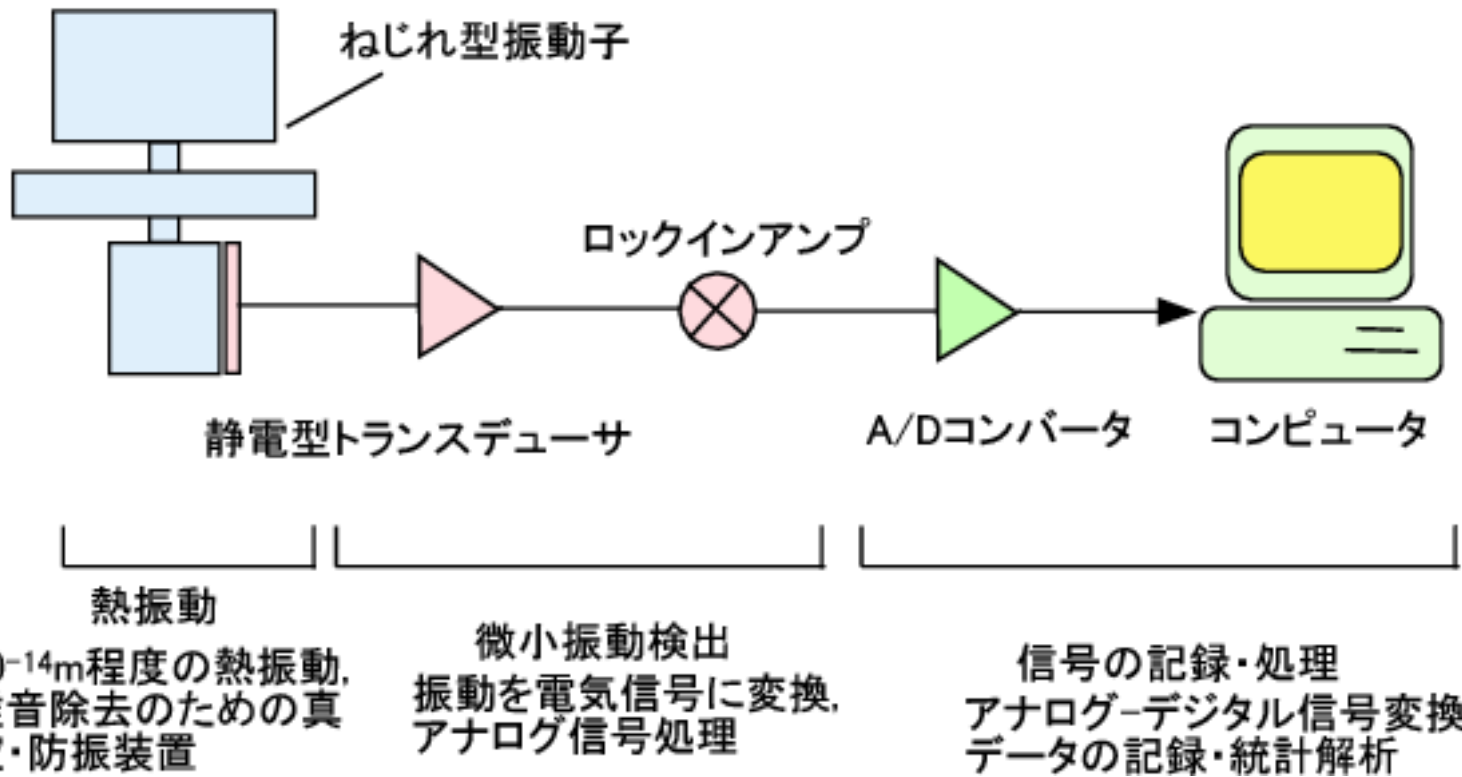 ねじれ型振動子
ロックインアンプ
静電型トランスデューサ
A/Dコンバータ
コンピュータ
熱振動
-14m程度の熱振動,
音除去のための真
・防振装置
微小振動検出
振動を電気信号に変換,
アナログ信号処理
信号の記録・処理
アナログ-デジタル信号変換
データの記録・統計解析